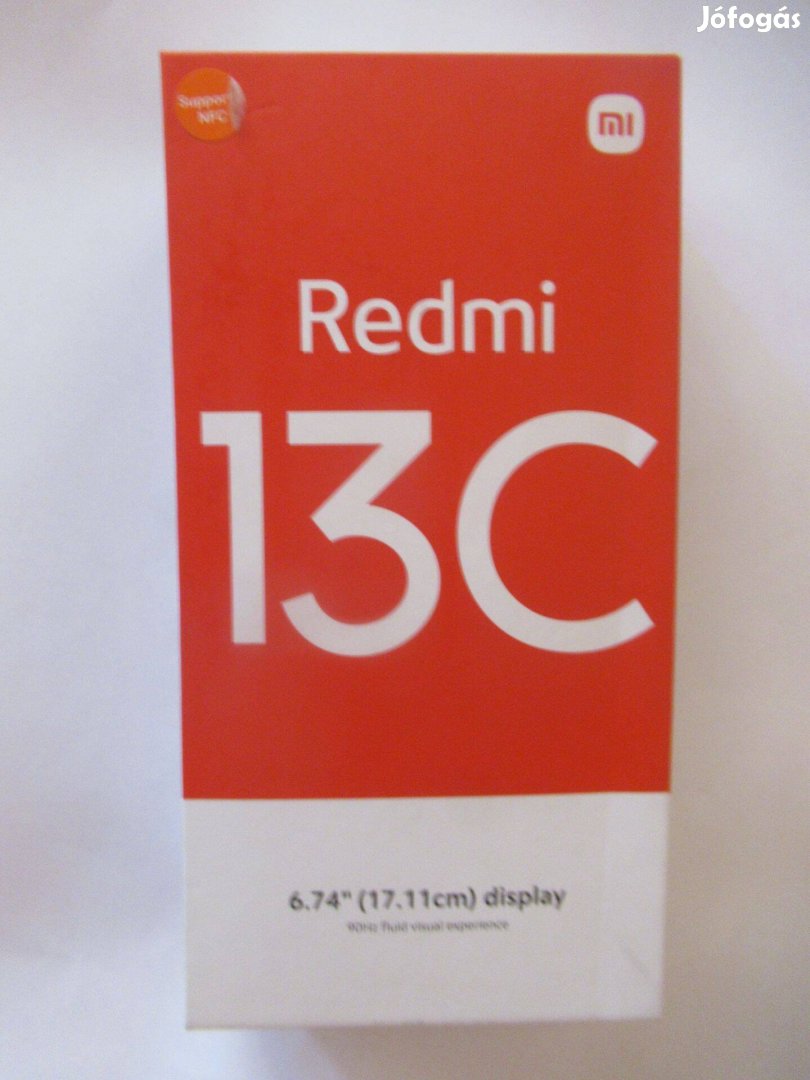 Jófogás
Support
NFC
mi
Redmi
13C
6.74" (17.11cm) display
90Hz fluid visual experience